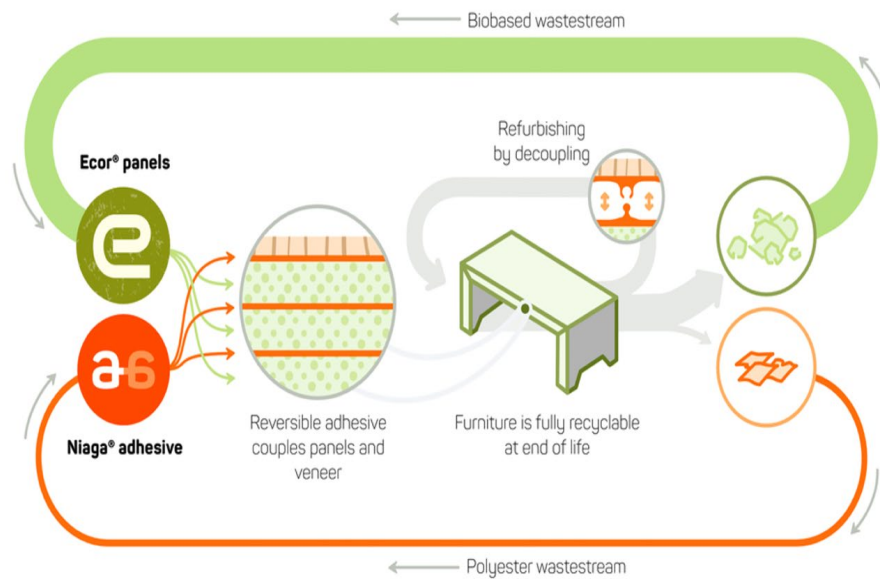 Biobased wastestream
Refurbishing
by decoupling
Ecor® panels
e
Niaga® adhesive
Reversible adhesive
couples panels and
veneer
Furniture is fully recyclable
at end of life
Polyester wastestream